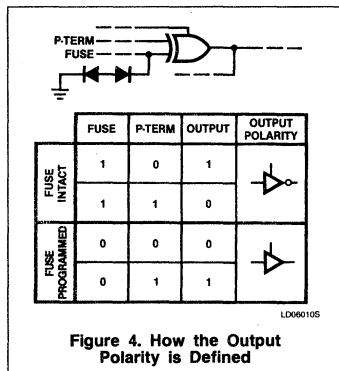 P-TERM
FUSE
FUSE P-TERM OUTPUT OUTPUT POLARITY
FUSE INTACT
1 0 1
1 1 0
FUSE PROGRAMMED
0 0 0
0 1 1
LD06010S
Figure 4. How the Output
Polarity is Defined